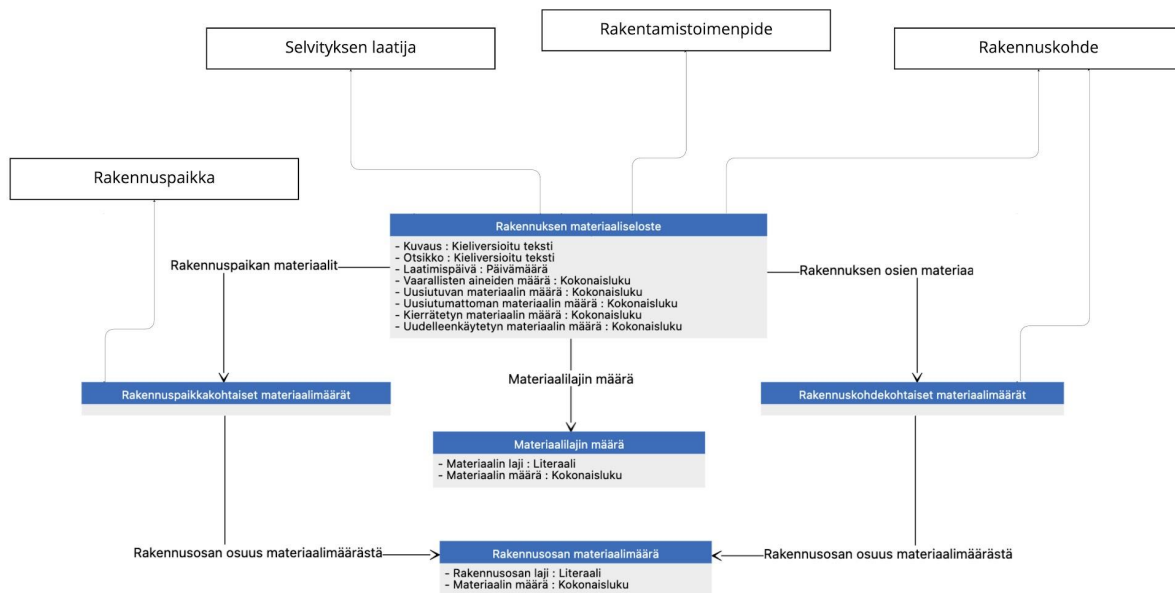 Rakentamistoimenpide
Selvityksen laatija
Rakennuskohde
Rakennuspaikka
Rakennuksen materiaaliseloste
- Kuvaus : Kieliversioitu teksti
- Otsikko : Kieliversioitu teksti
- Laatimispäivä : Päivämäärä
- Vaarallisten aineiden määrä : Kokonaisluku
- Uusiutuvan materiaalin määrä : Kokonaisluku
- Uusiutumattoman materiaalin määrä : Kokonaisluku
- Kierrätetyn materiaalin määrä : Kokonaisluku
- Uudelleenkäytetyn materiaalin määrä : Kokonaisluku
Rakennuspaikan materiaalit
Rakennuksen osien materiaa
Materiaalilajin määrä
Rakennuspaikkakohtaiset materiaalimäärät
Rakennuskohdekohtaiset materiaalimäärät
Materiaalilajin määrä
- Materiaalin laji : Literaali
- Materiaalin määrä : Kokonaisluku
Rakennusosan osuus materiaalimäärästä
Rakennusosan materiaalimäärä
Rakennusosan osuus materiaalimäärästä
- Rakennusosan laji : Literaali
- Materiaalin määrä : Kokonaisluku